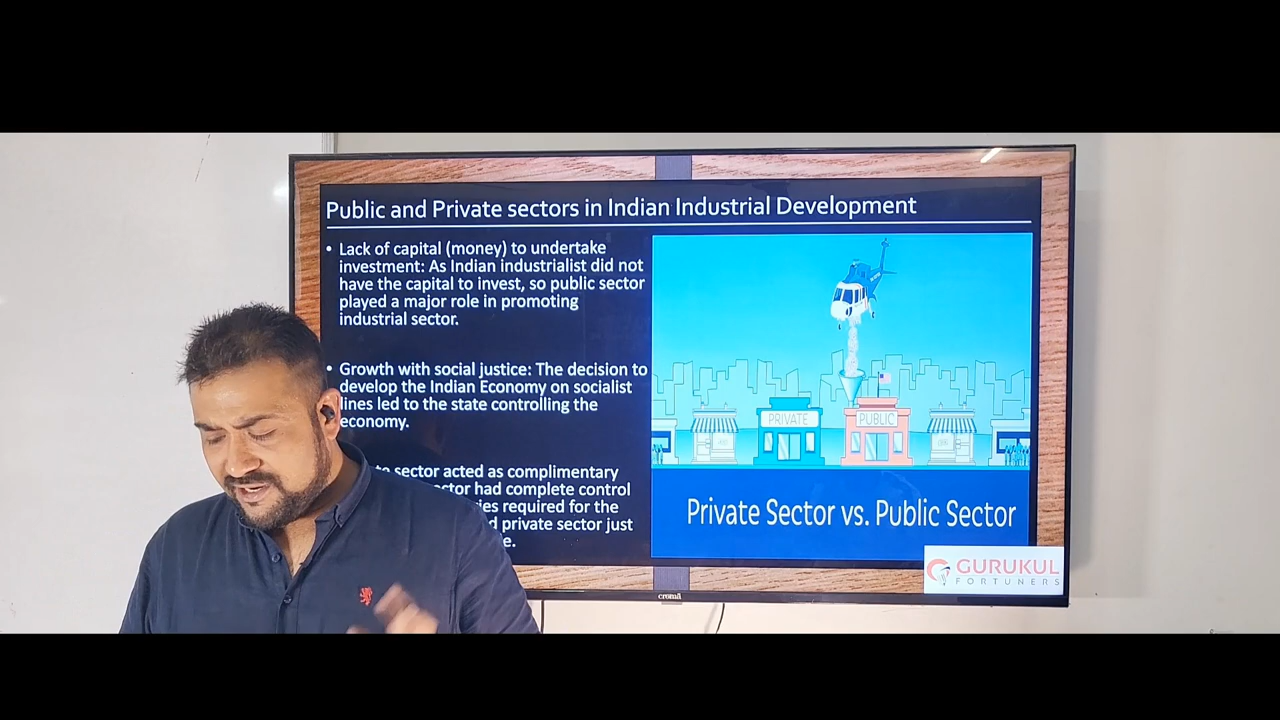 Public and Private sectors in Indian Industrial Development
• Lack of capital (money) to undertake
investment: As Indian industrialist did not
have the capital to invest, so public sector
played a major role in promoting
industrial sector.
• Growth with social justice: The decision to
develop the Indian Economy on socialist
lines led to the state controlling the
economy.
sector acted as complimentary
had complete control
required for the
private sector just
PRIVATE
PUBLIC
Private Sector vs. Public Sector
GURUKUL
FORTUNERS
croma